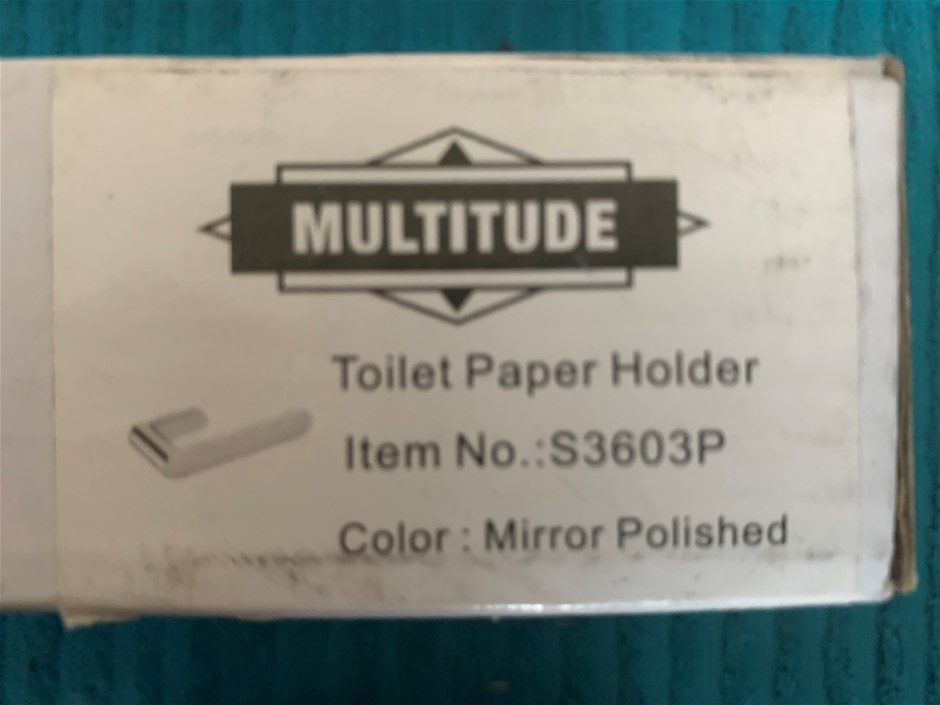 MULTITUDE
Toilet Paper Holder
Item No.:S3603P
Color : Mirror Polished